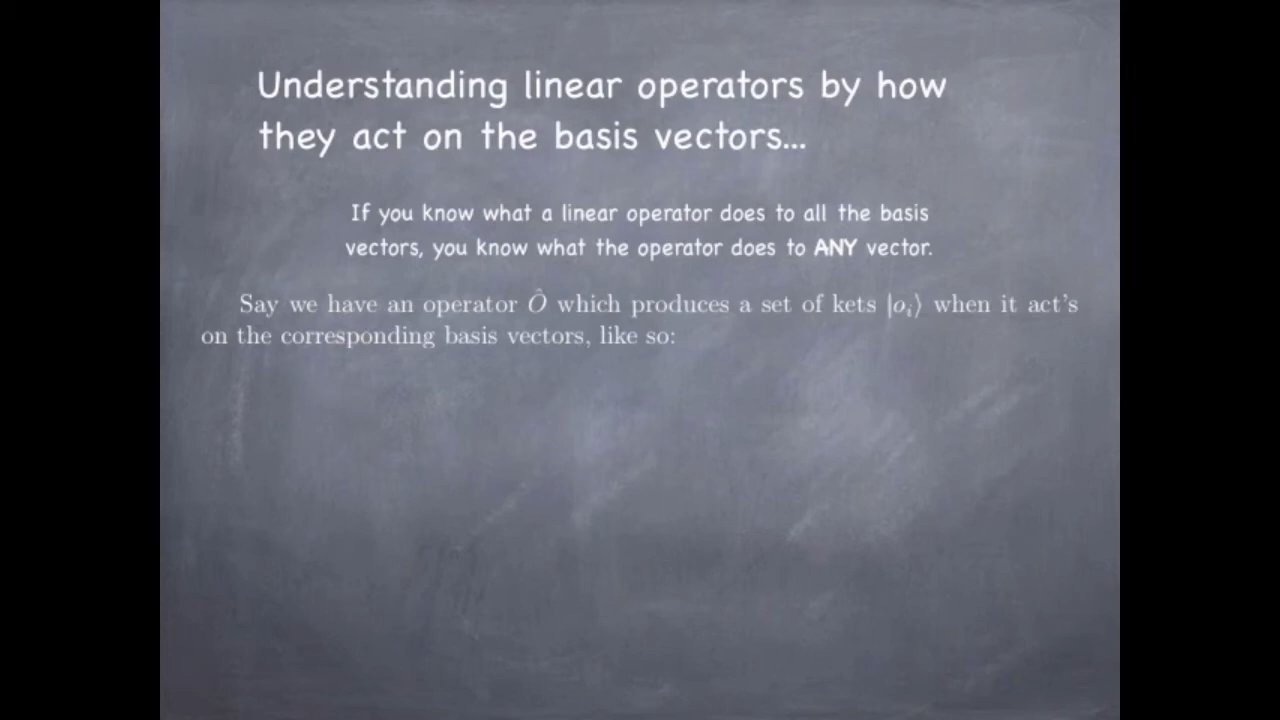 Understanding linear operators by how
they act on the basis vectors...
If you know what a linear operator does to all the basis
vectors, you know what the operator does to ANY vector.
Say we have an operator Ô which produces a set of kets |oᵢ⟩ when it act's
on the corresponding basis vectors, like so: